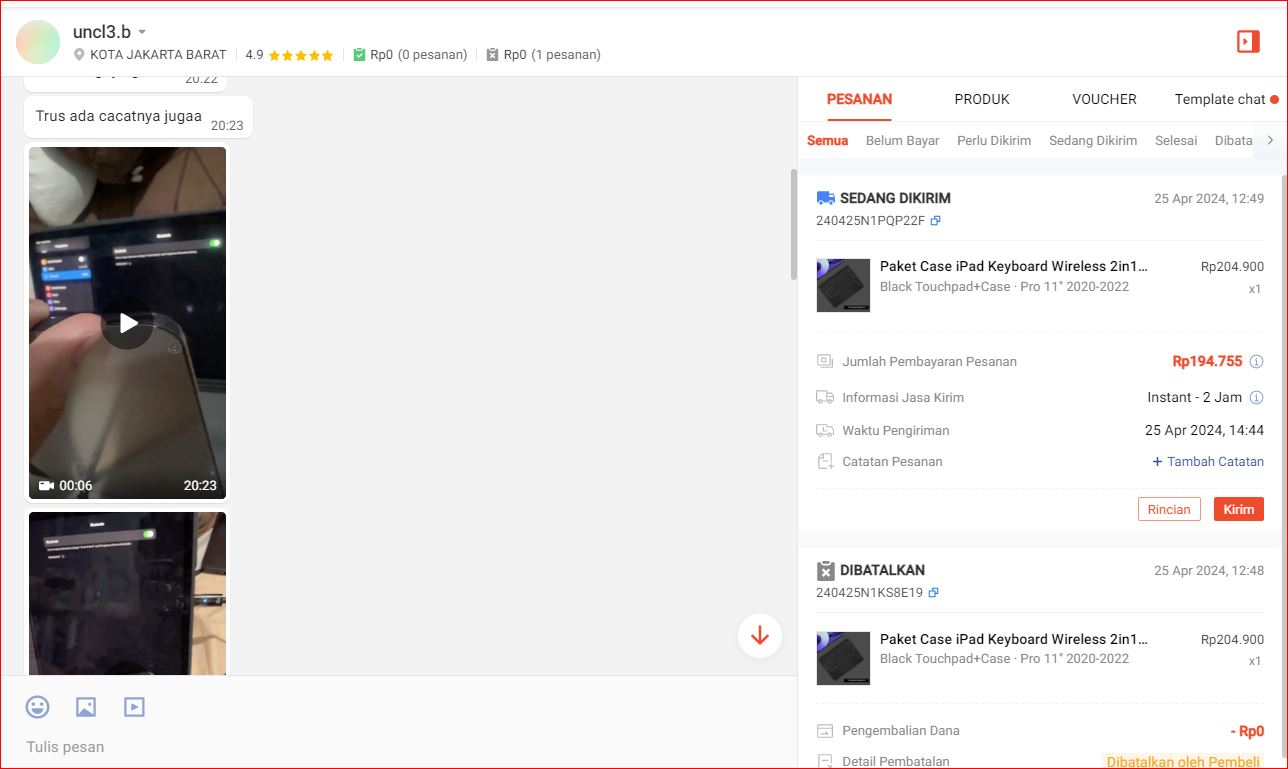 uncl3.b
KOTA JAKARTA BARAT 4.9 Rp0 (0 pesanan) Rp0 (1 pesanan)
20:22
Trus ada cacatnya jugaa 20:23
00:06 20:23
Tulis pesan
PESANAN PRODUK VOUCHER Template chat
Semua Belum Bayar Perlu Dikirim Sedang Dikirim Selesai Dibata
SEDANG DIKIRIM 25 Apr 2024, 12:49
240425N1PQP22F
Paket Case iPad Keyboard Wireless 2in1... Rp204.900
Black Touchpad+Case · Pro 11" 2020-2022 x1
Jumlah Pembayaran Pesanan Rp194.755
Informasi Jasa Kirim Instant - 2 Jam
Waktu Pengiriman 25 Apr 2024, 14:44
Catatan Pesanan + Tambah Catatan
Rincian Kirim
DIBATALKAN 25 Apr 2024, 12:48
240425N1KS8E19
Paket Case iPad Keyboard Wireless 2in1... Rp204.900
Black Touchpad+Case · Pro 11" 2020-2022 x1
Pengembalian Dana - Rp0
Detail Pembatalan Dibatalkan oleh Pembeli